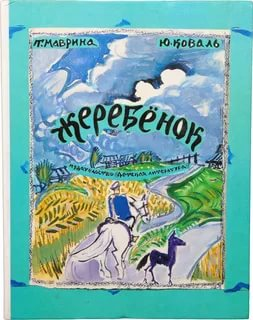 Т. МАВРИНА Ю. КОВАЛЬ
Жеребёнок
ИЗДАТЕЛЬСТВО ДЕТСКАЯ ЛИТЕРАТУРА